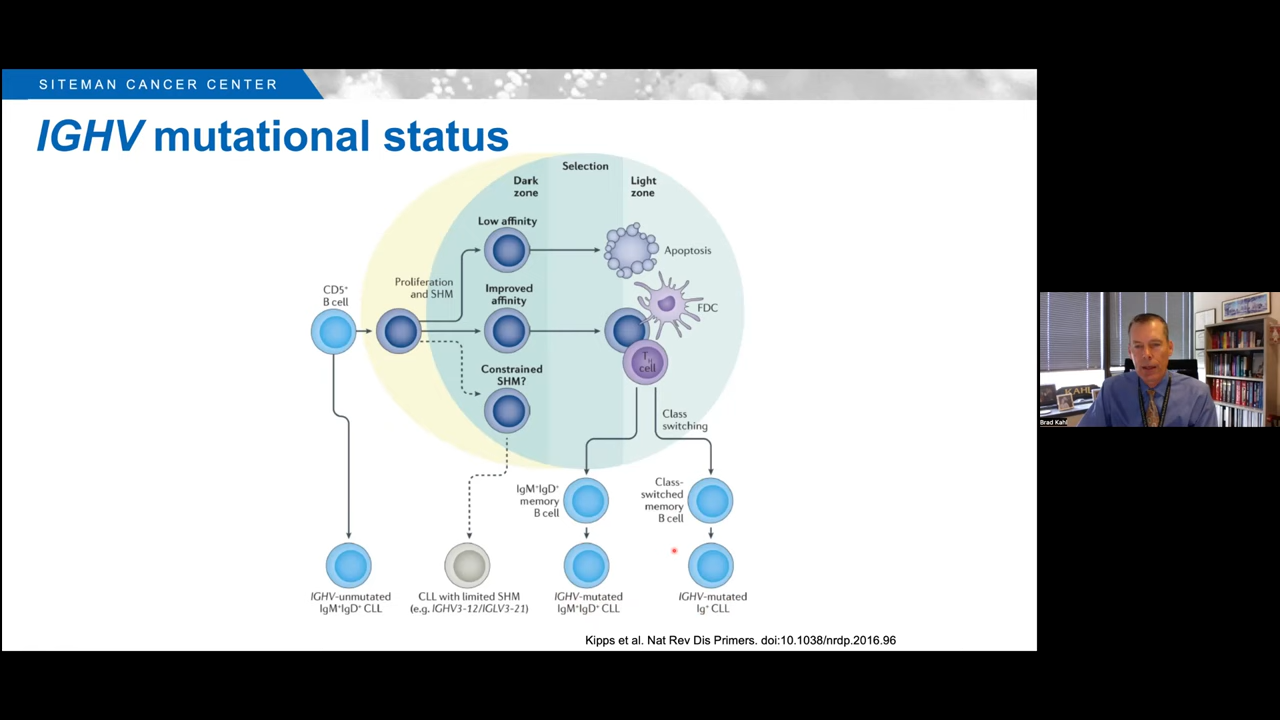 SITEMAN CANCER CENTER
IGHV mutational status
Selection
Dark
zone
Light
zone
Low affinity
Apoptosis
Proliferation
and SHM
CD5⁺
B cell
Improved
affinity
FDC
T_H
cell
Constrained
SHM?
Class
switching
IgM⁺IgD⁺
memory
B cell
Class-
switched
memory
B cell
IGHV-unmutated
IgM⁺IgD⁺ CLL
CLL with limited SHM
(e.g. IGHV3-12/IGLV3-21)
IGHV-mutated
IgM⁺IgD⁺ CLL
IGHV-mutated
Ig⁺ CLL
Kipps et al. Nat Rev Dis Primers. doi:10.1038/nrdp.2016.96
KAHL
Brad Kahl